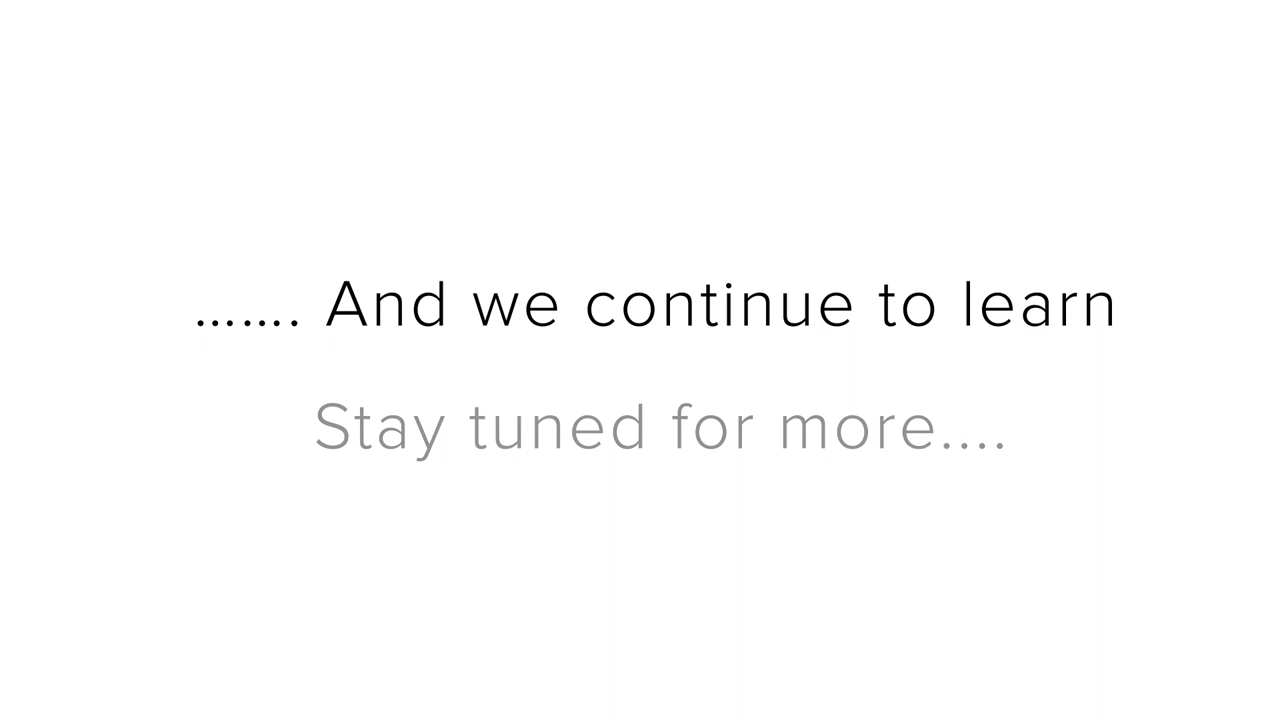 ……. And we continue to learn
Stay tuned for more....